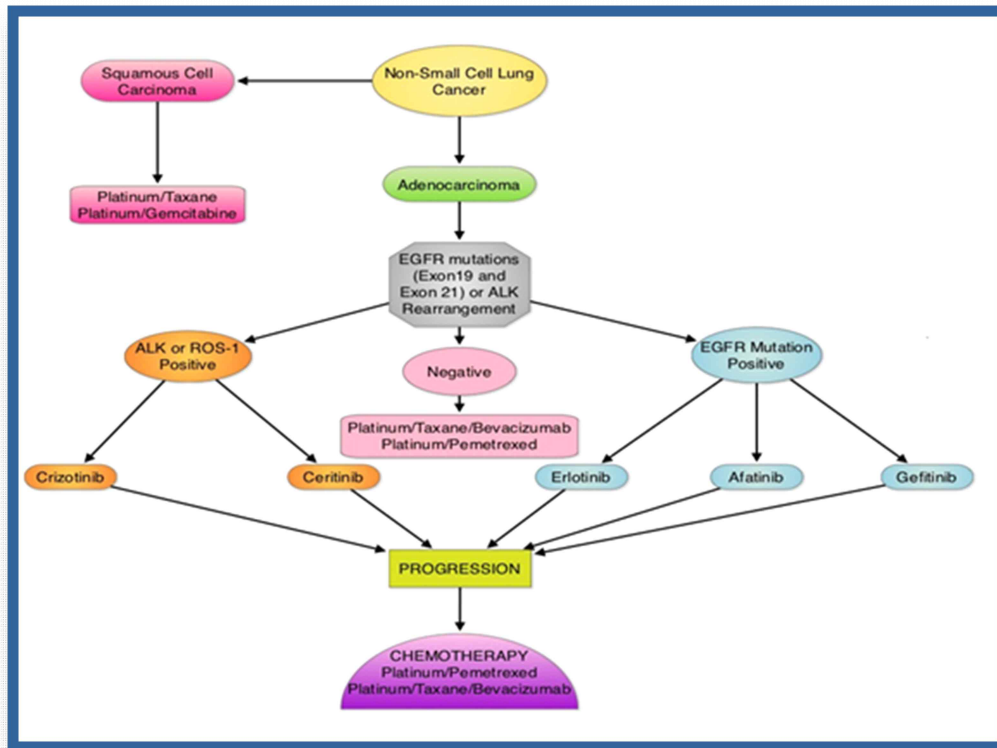 Non-Small Cell Lung
Cancer
Squamous Cell
Carcinoma
Platinum/Taxane
Platinum/Gemcitabine
Adenocarcinoma
EGFR mutations
(Exon19 and
Exon 21) or ALK
Rearrangement
ALK or ROS-1
Positive
Negative
EGFR Mutation
Positive
Platinum/Taxane/Bevacizumab
Platinum/Pemetrexed
Crizotinib
Ceritinib
Erlotinib
Afatinib
Gefitinib
PROGRESSION
CHEMOTHERAPY
Platinum/Pemetrexed
Platinum/Taxane/Bevacizumab